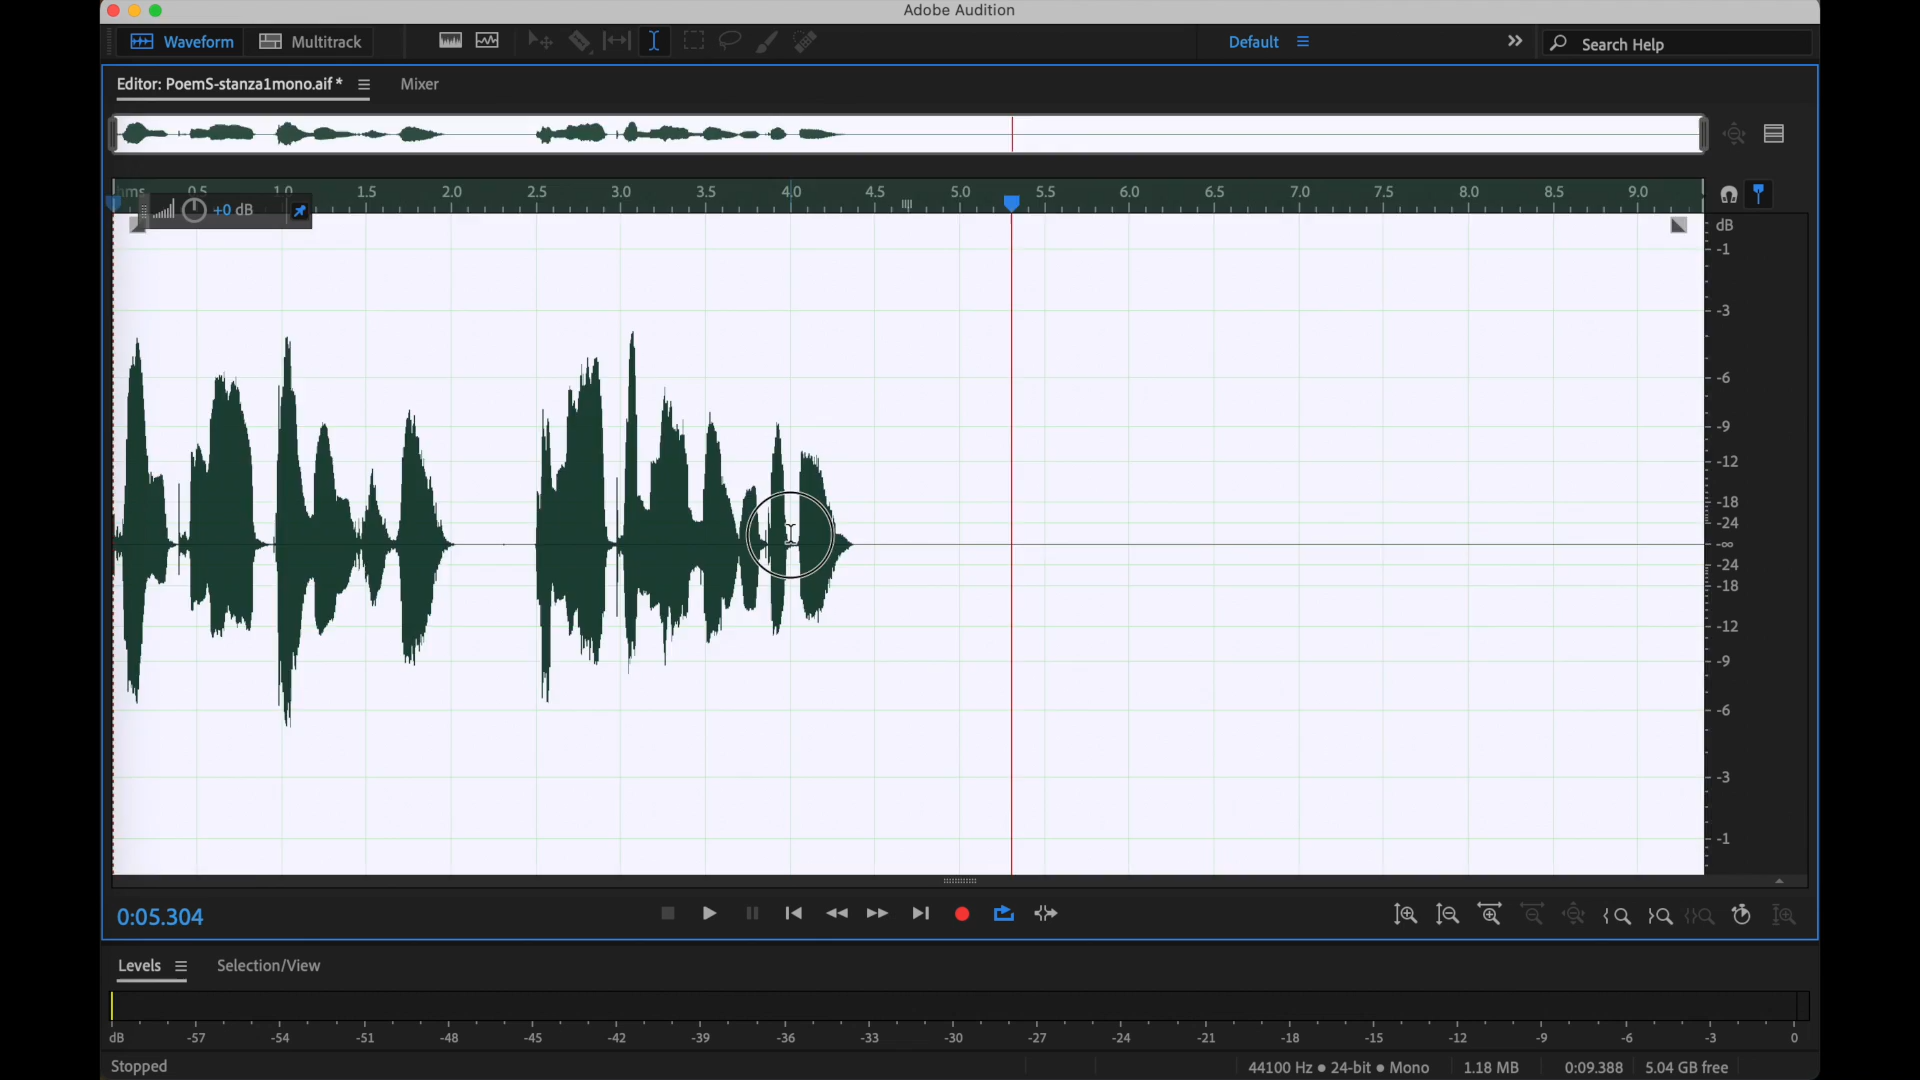 Adobe Audition
Waveform Multitrack Default Search Help
Editor: PoemS-stanza1mono.aif * Mixer
hms 0.5 1.0 1.5 2.0 2.5 3.0 3.5 4.0 4.5 5.0 5.5 6.0 6.5 7.0 7.5 8.0 8.5 9.0
+0 dB
dB
-1
-3
-6
-9
-12
-18
-24
-∞
-24
-18
-12
-9
-6
-3
-1
0:05.304
Levels Selection/View
dB -57 -54 -51 -48 -45 -42 -39 -36 -33 -30 -27 -24 -21 -18 -15 -12 -9 -6 -3 0
Stopped 44100 Hz ● 24-bit ● Mono 1.18 MB 0:09.388 5.04 GB free